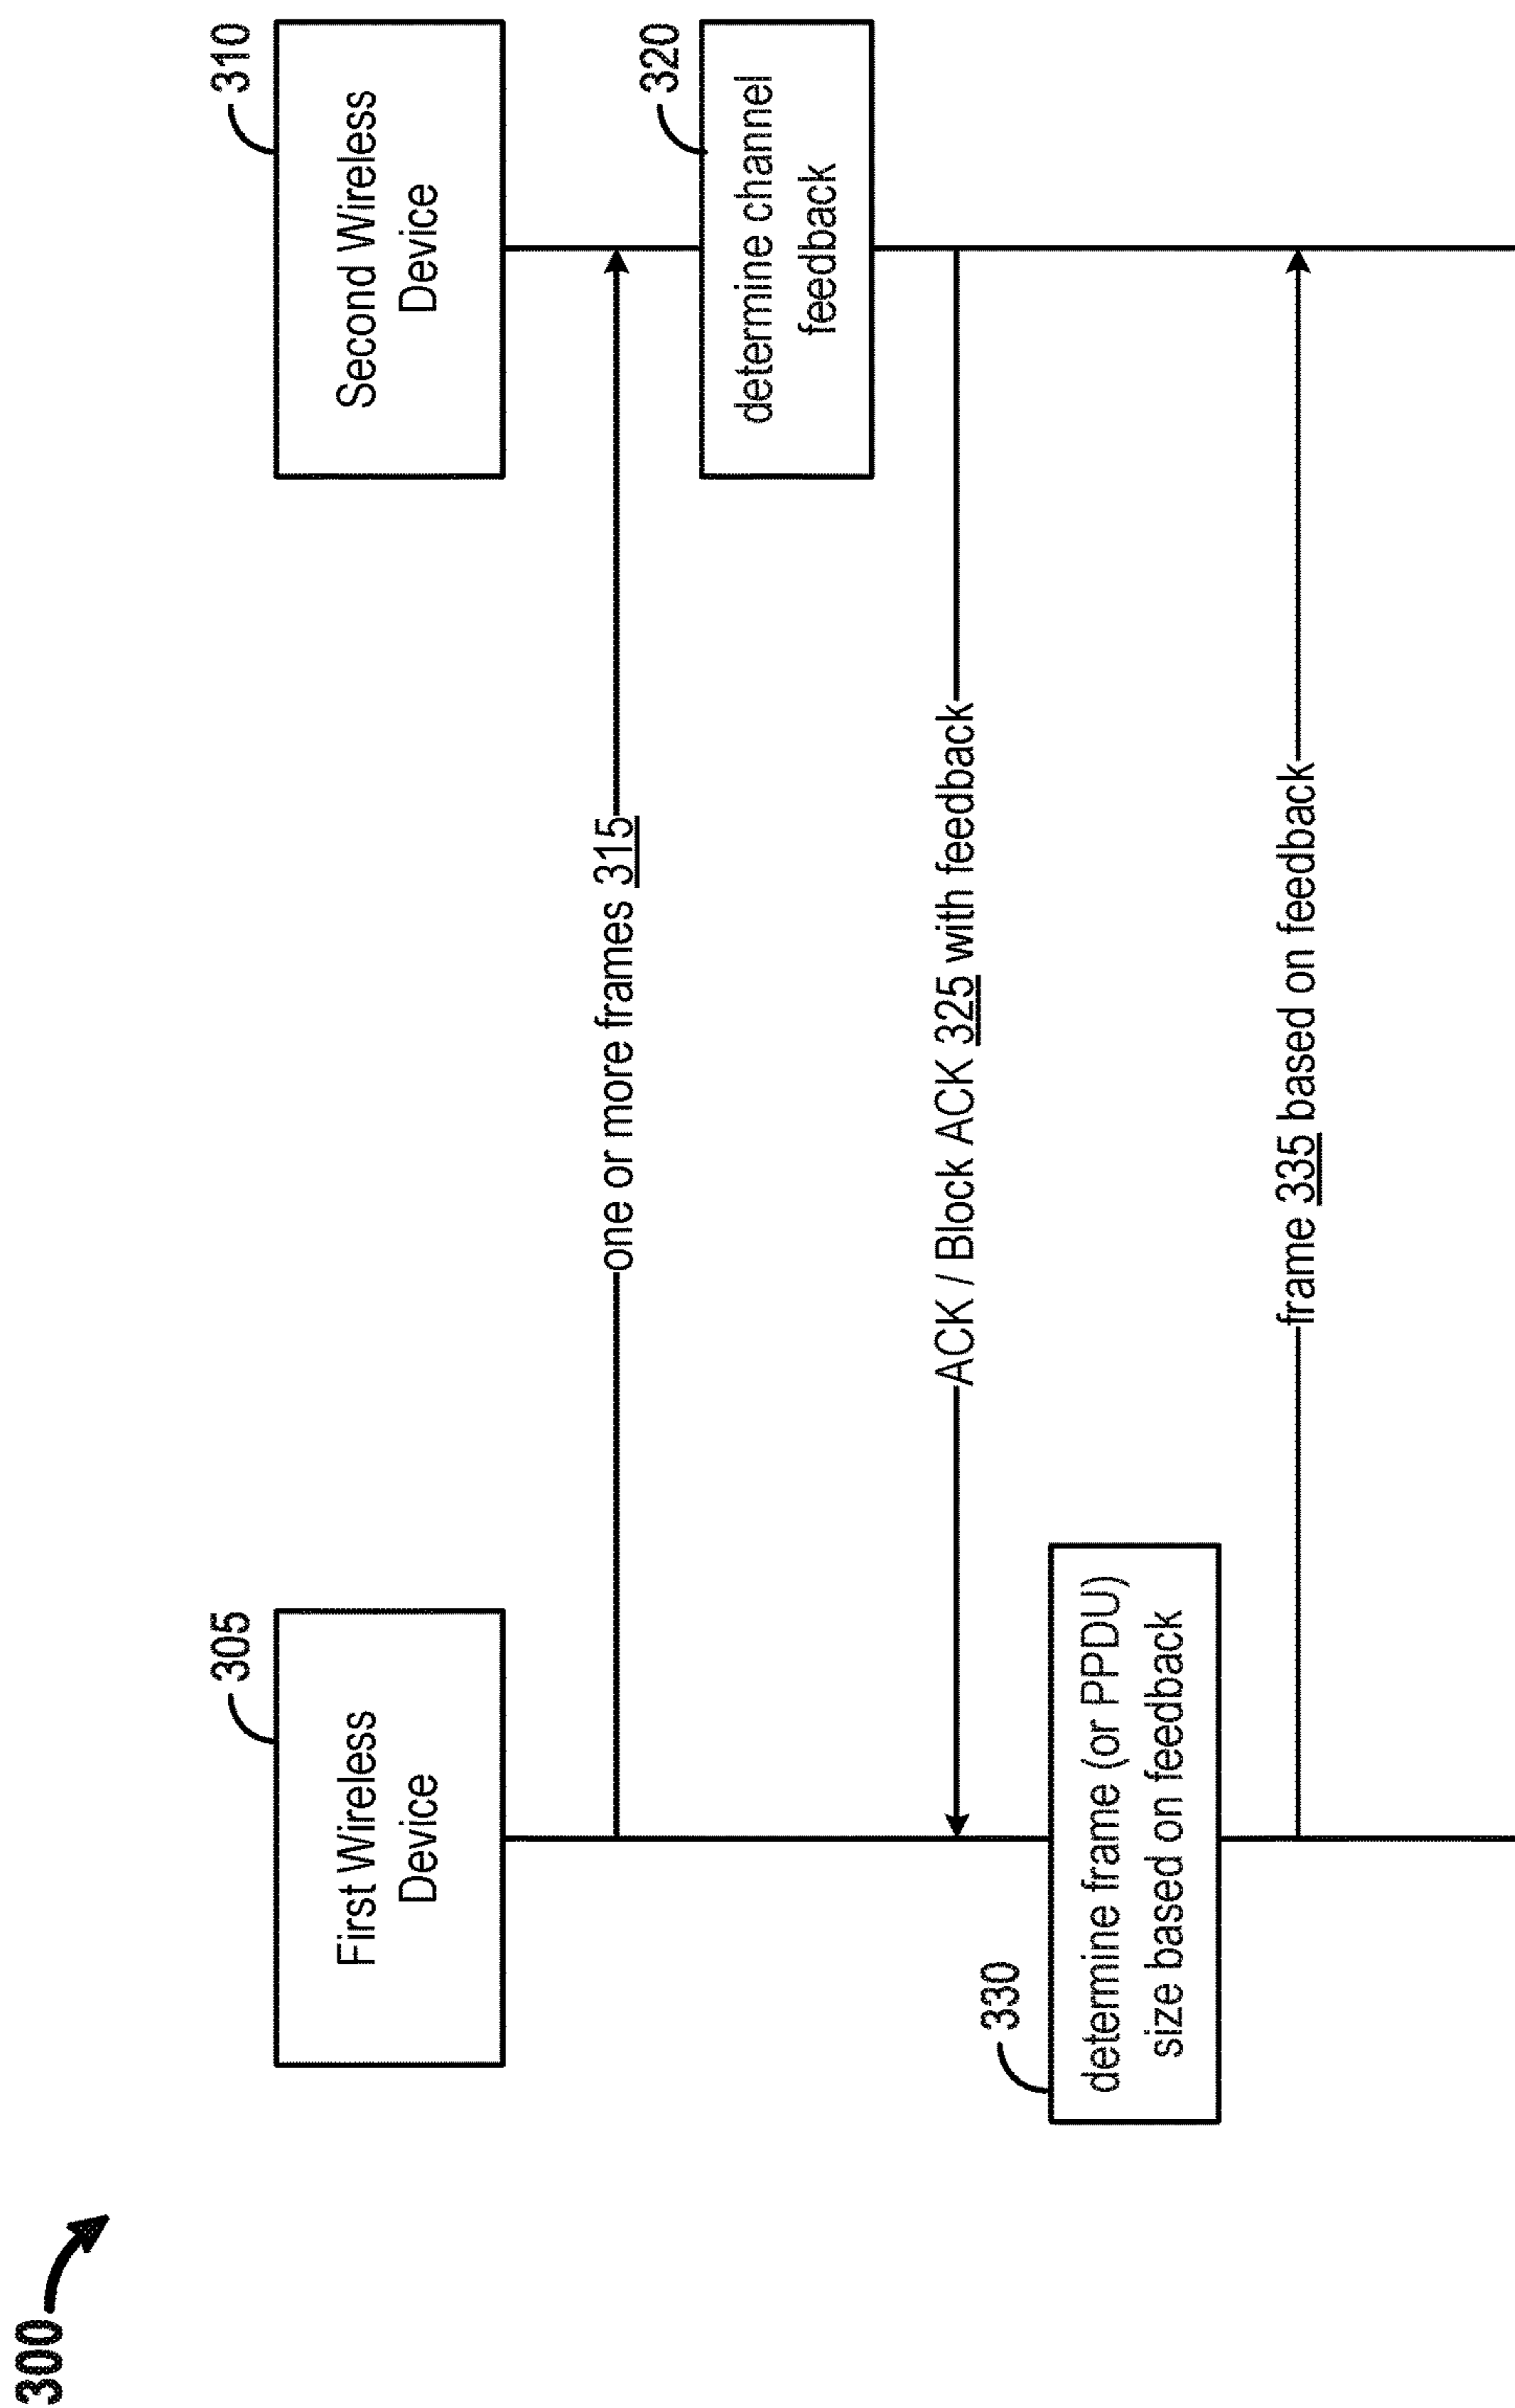 300
305
First Wireless
Device
310
Second Wireless
Device
one or more frames 315
320
determine channel
feedback
ACK / Block ACK 325 with feedback
330
determine frame (or PPDU)
size based on feedback
frame 335 based on feedback